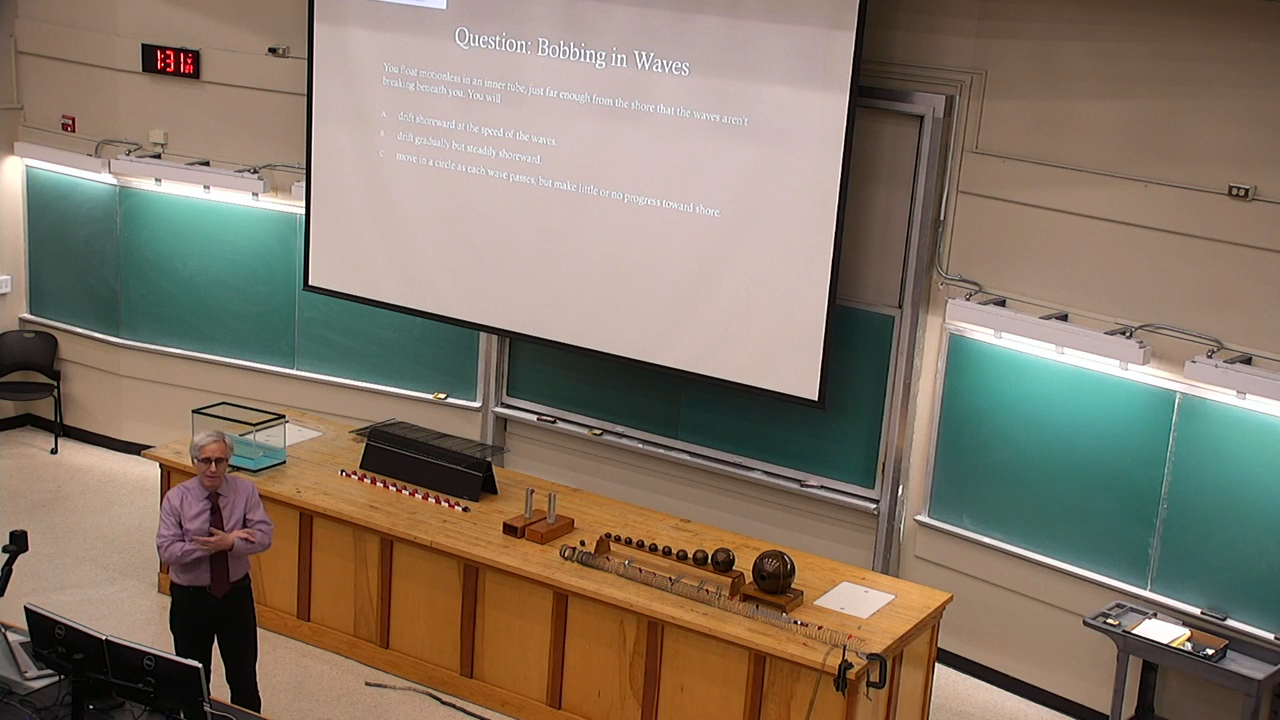 1:31
Question: Bobbing in Waves
You float motionless in an inner tube, just far enough from the shore that the waves aren't
breaking beneath you. You will
A. drift shoreward at the speed of the waves.
B. drift gradually but steadily shoreward.
C. move in a circle as each wave passes, but make little or no progress toward shore.